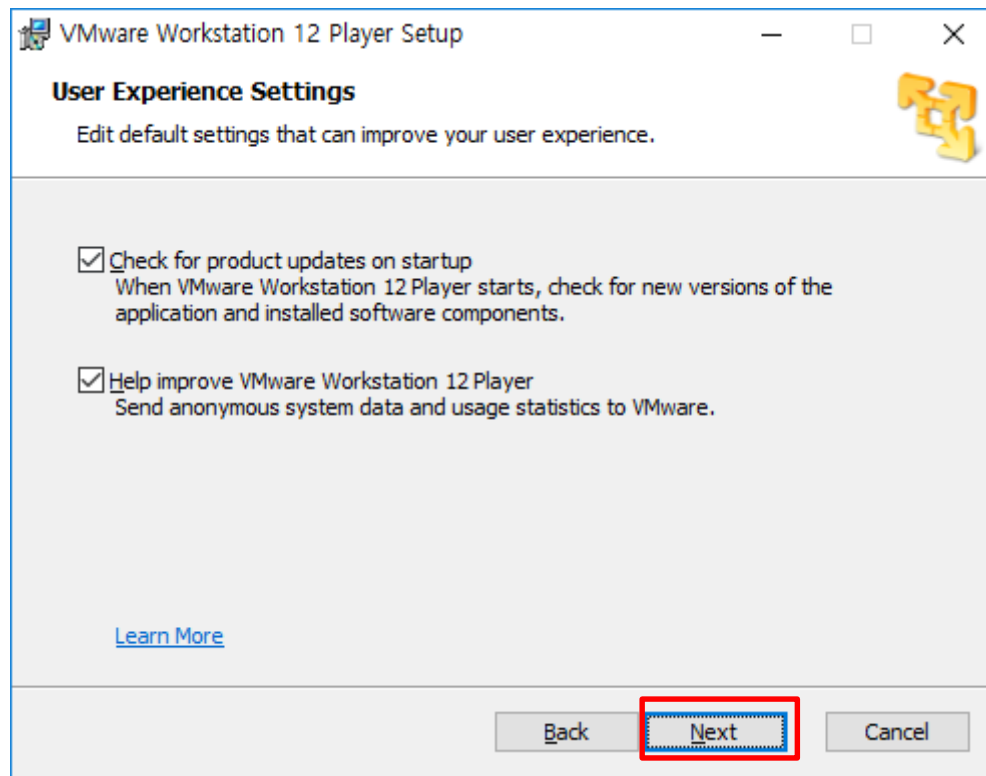 VMware Workstation 12 Player Setup
User Experience Settings
Edit default settings that can improve your user experience.
Check for product updates on startup
When VMware Workstation 12 Player starts, check for new versions of the
application and installed software components.
Help improve VMware Workstation 12 Player
Send anonymous system data and usage statistics to VMware.
Learn More
Back Next Cancel